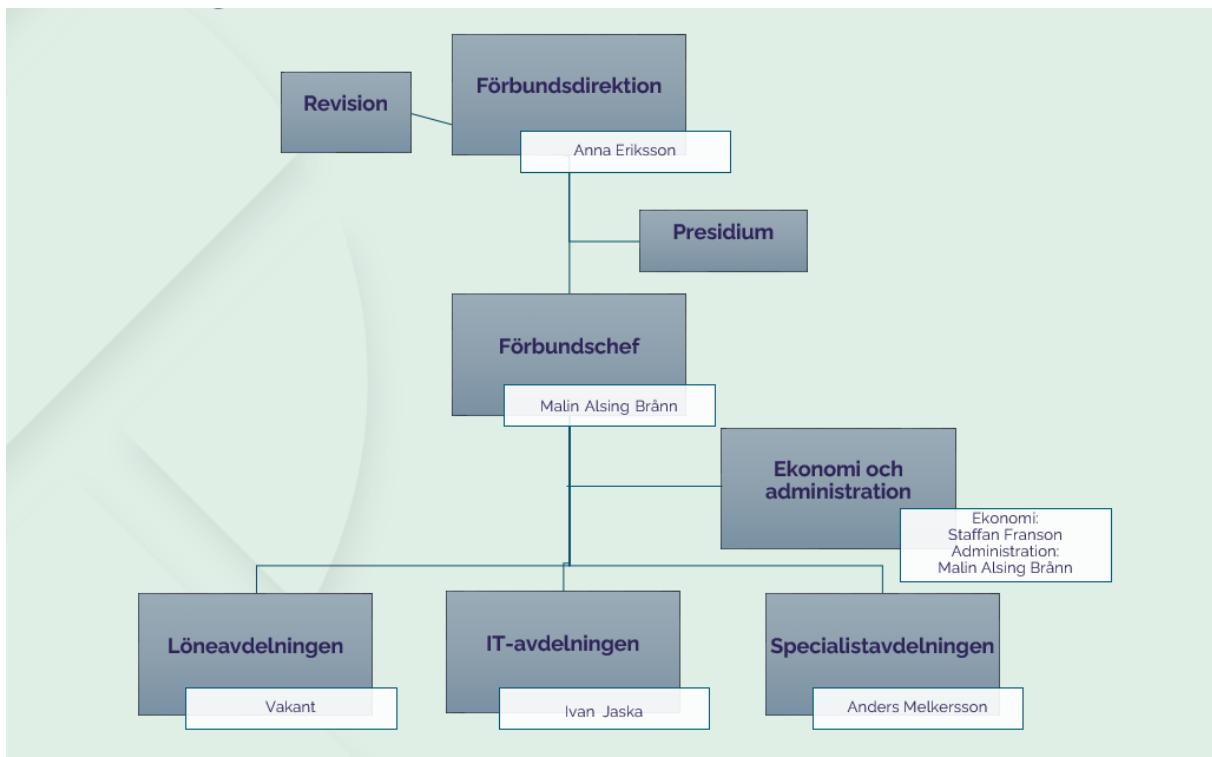 Förbundsdirektion
Revision
Anna Eriksson
Presidium
Förbundschef
Malin Alsing Brånn
Ekonomi och
administration
Ekonomi:
Staffan Franson
Administration:
Malin Alsing Brånn
Löneavdelningen
IT-avdelningen
Specialistavdelningen
Vakant
Ivan Jaska
Anders Melkersson